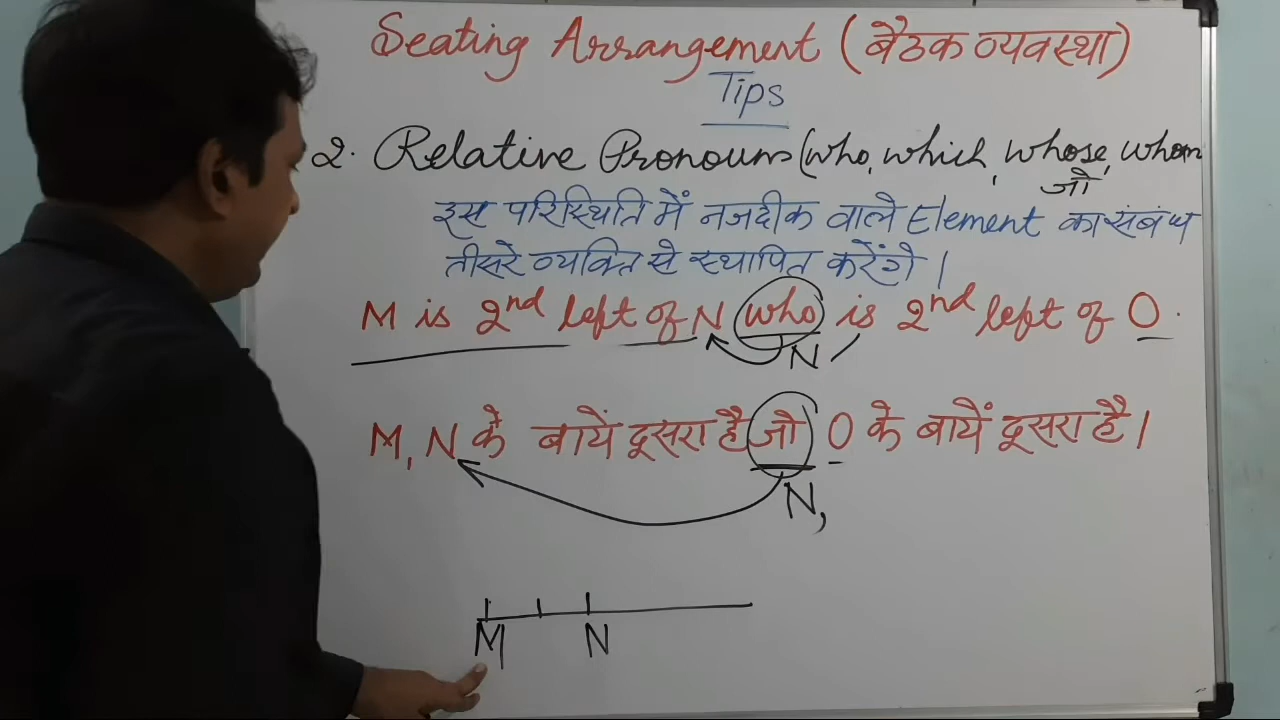 Seating Arrangement (बैठक व्यवस्था)
Tips
2. Relative Pronoun (who, which, whose, whom
जो
इस परिस्थिति में नजदीक वाले Element का संबंध
तीसरे व्यक्ति से स्थापित करेंगे।
M is 2nd left of N who is 2nd left of O.
N
M, N के बायें दूसरा है जो O के बायें दूसरा है।
N,
M N